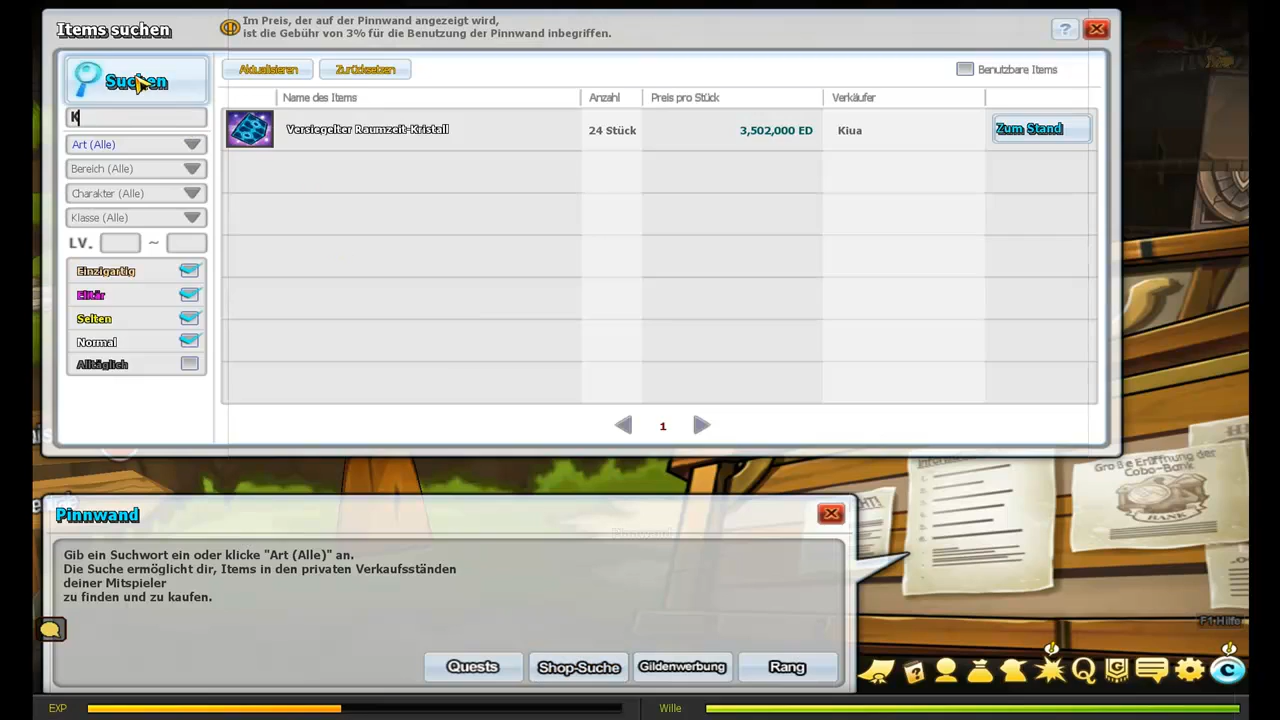 Items suchen
Im Preis, der auf der Pinnwand angezeigt wird,
ist die Gebühr von 3% für die Benutzung der Pinnwand inbegriffen.
?
Suchen
Aktualisieren
Zurücksetzen
Benutzbare Items
K
Name des Items
Anzahl
Preis pro Stück
Verkäufer
Versiegelter Raumzeit-Kristall
24 Stück
3,502,000 ED
Kiua
Zum Stand
Art (Alle)
Bereich (Alle)
Charakter (Alle)
Klasse (Alle)
LV. ~
Einzigartig
Elitär
Selten
Normal
Alltäglich
1
Große Eröffnung der
Cobo-Bank
BANK
Pinnwand
Gib ein Suchwort ein oder klicke "Art (Alle)" an.
Die Suche ermöglicht dir, Items in den privaten Verkaufsständen
deiner Mitspieler
zu finden und zu kaufen.
F1 Hilfe
Quests
Shop-Suche
Gildenwerbung
Rang
EXP
Wille